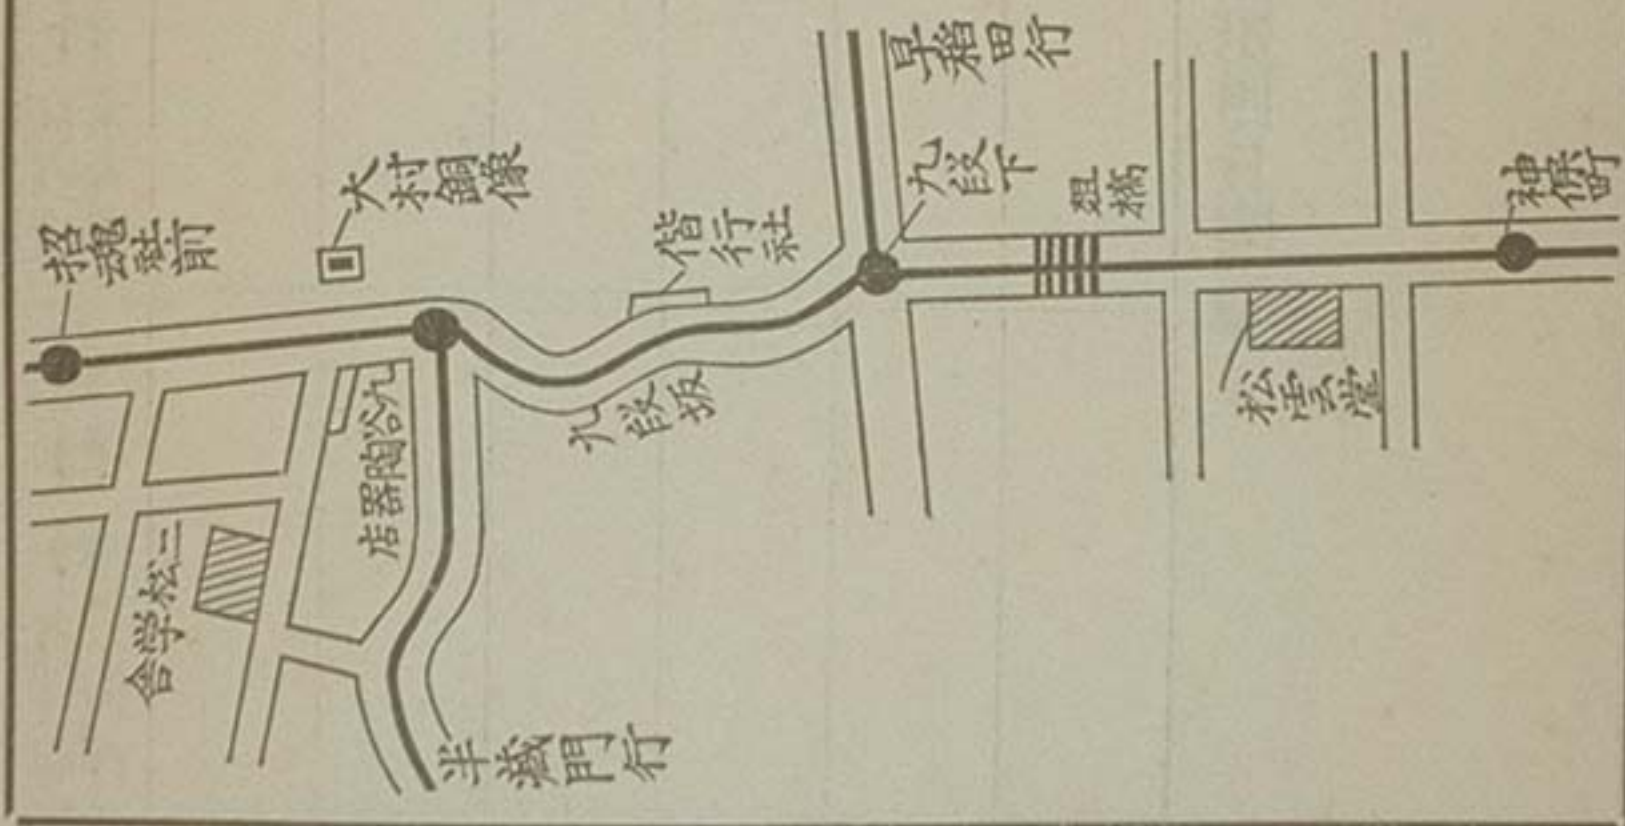 招魂社前
大村銅像
偕行社
早稲田行
九段下
俎橋
神保町
九段坂
松雲堂
九谷陶器店
二松学舎
半蔵門行